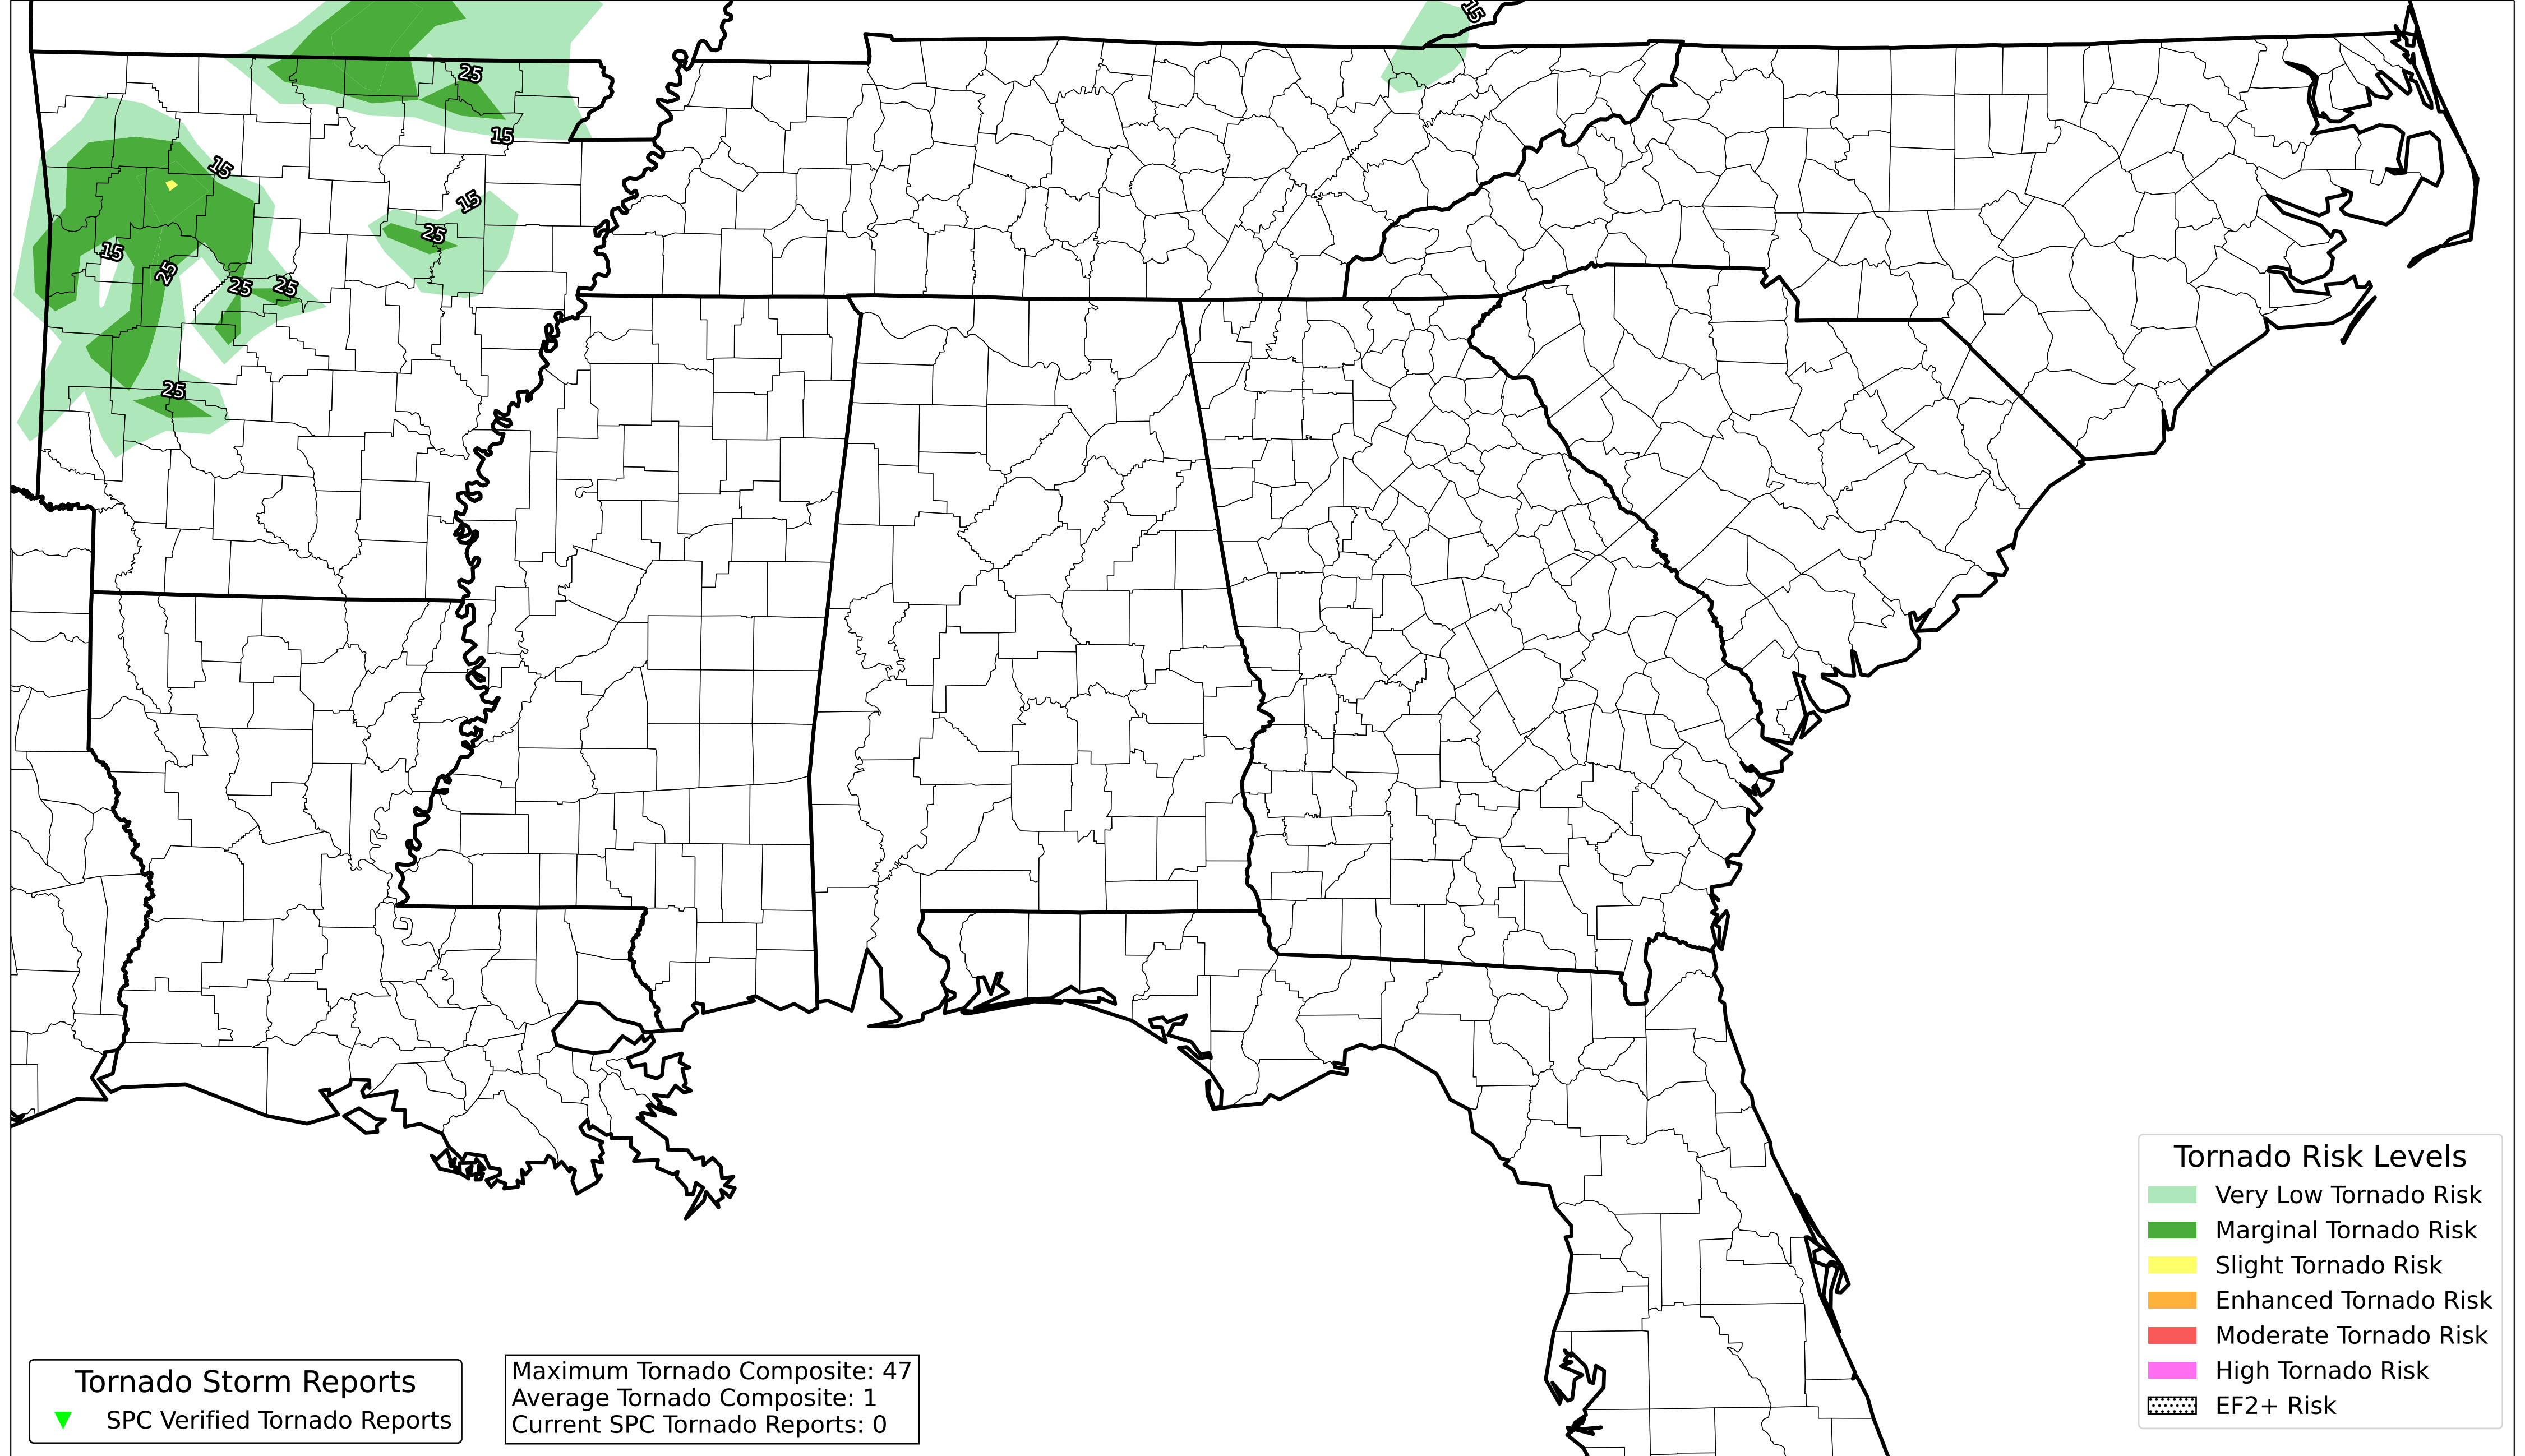 15
25
15
15
15
15
25
25
25
25
25
Tornado Risk Levels
Very Low Tornado Risk
Marginal Tornado Risk
Slight Tornado Risk
Enhanced Tornado Risk
Moderate Tornado Risk
High Tornado Risk
EF2+ Risk
Tornado Storm Reports
SPC Verified Tornado Reports
Maximum Tornado Composite: 47
Average Tornado Composite: 1
Current SPC Tornado Reports: 0